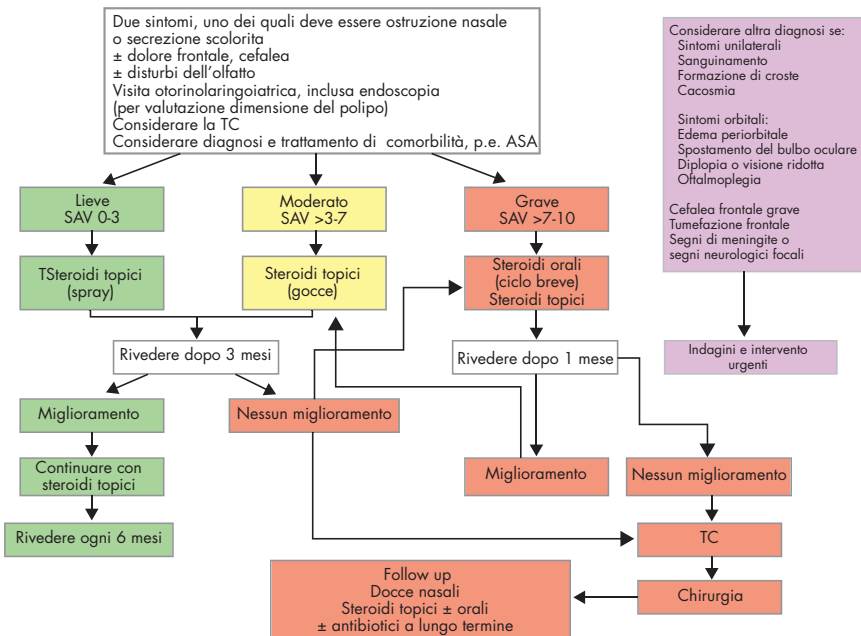 Due sintomi, uno dei quali deve essere ostruzione nasale
o secrezione scolorita
± dolore frontale, cefalea
± disturbi dell'olfatto
Visita otorinolaringoiatrica, inclusa endoscopia
(per valutazione dimensione del polipo)
Considerare la TC
Considerare diagnosi e trattamento di comorbilità, p.e. ASA
Considerare altra diagnosi se:
Sintomi unilaterali
Sanguinamento
Formazione di croste
Cacosmia
Sintomi orbitali:
Edema periorbitale
Spostamento del bulbo oculare
Diplopia o visione ridotta
Oftalmoplegia
Cefalea frontale grave
Tumefazione frontale
Segni di meningite o
segni neurologici focali
Indagini e intervento
urgenti
Lieve
SAV 0-3
Moderato
SAV >3-7
Grave
SAV >7-10
TSteroidi topici
(spray)
Steroidi topici
(gocce)
Steroidi orali
(ciclo breve)
Steroidi topici
Rivedere dopo 3 mesi
Rivedere dopo 1 mese
Miglioramento
Nessun miglioramento
Miglioramento
Nessun miglioramento
Continuare con
steroidi topici
Rivedere ogni 6 mesi
TC
Chirurgia
Follow up
Docce nasali
Steroidi topici ± orali
± antibiotici a lungo termine